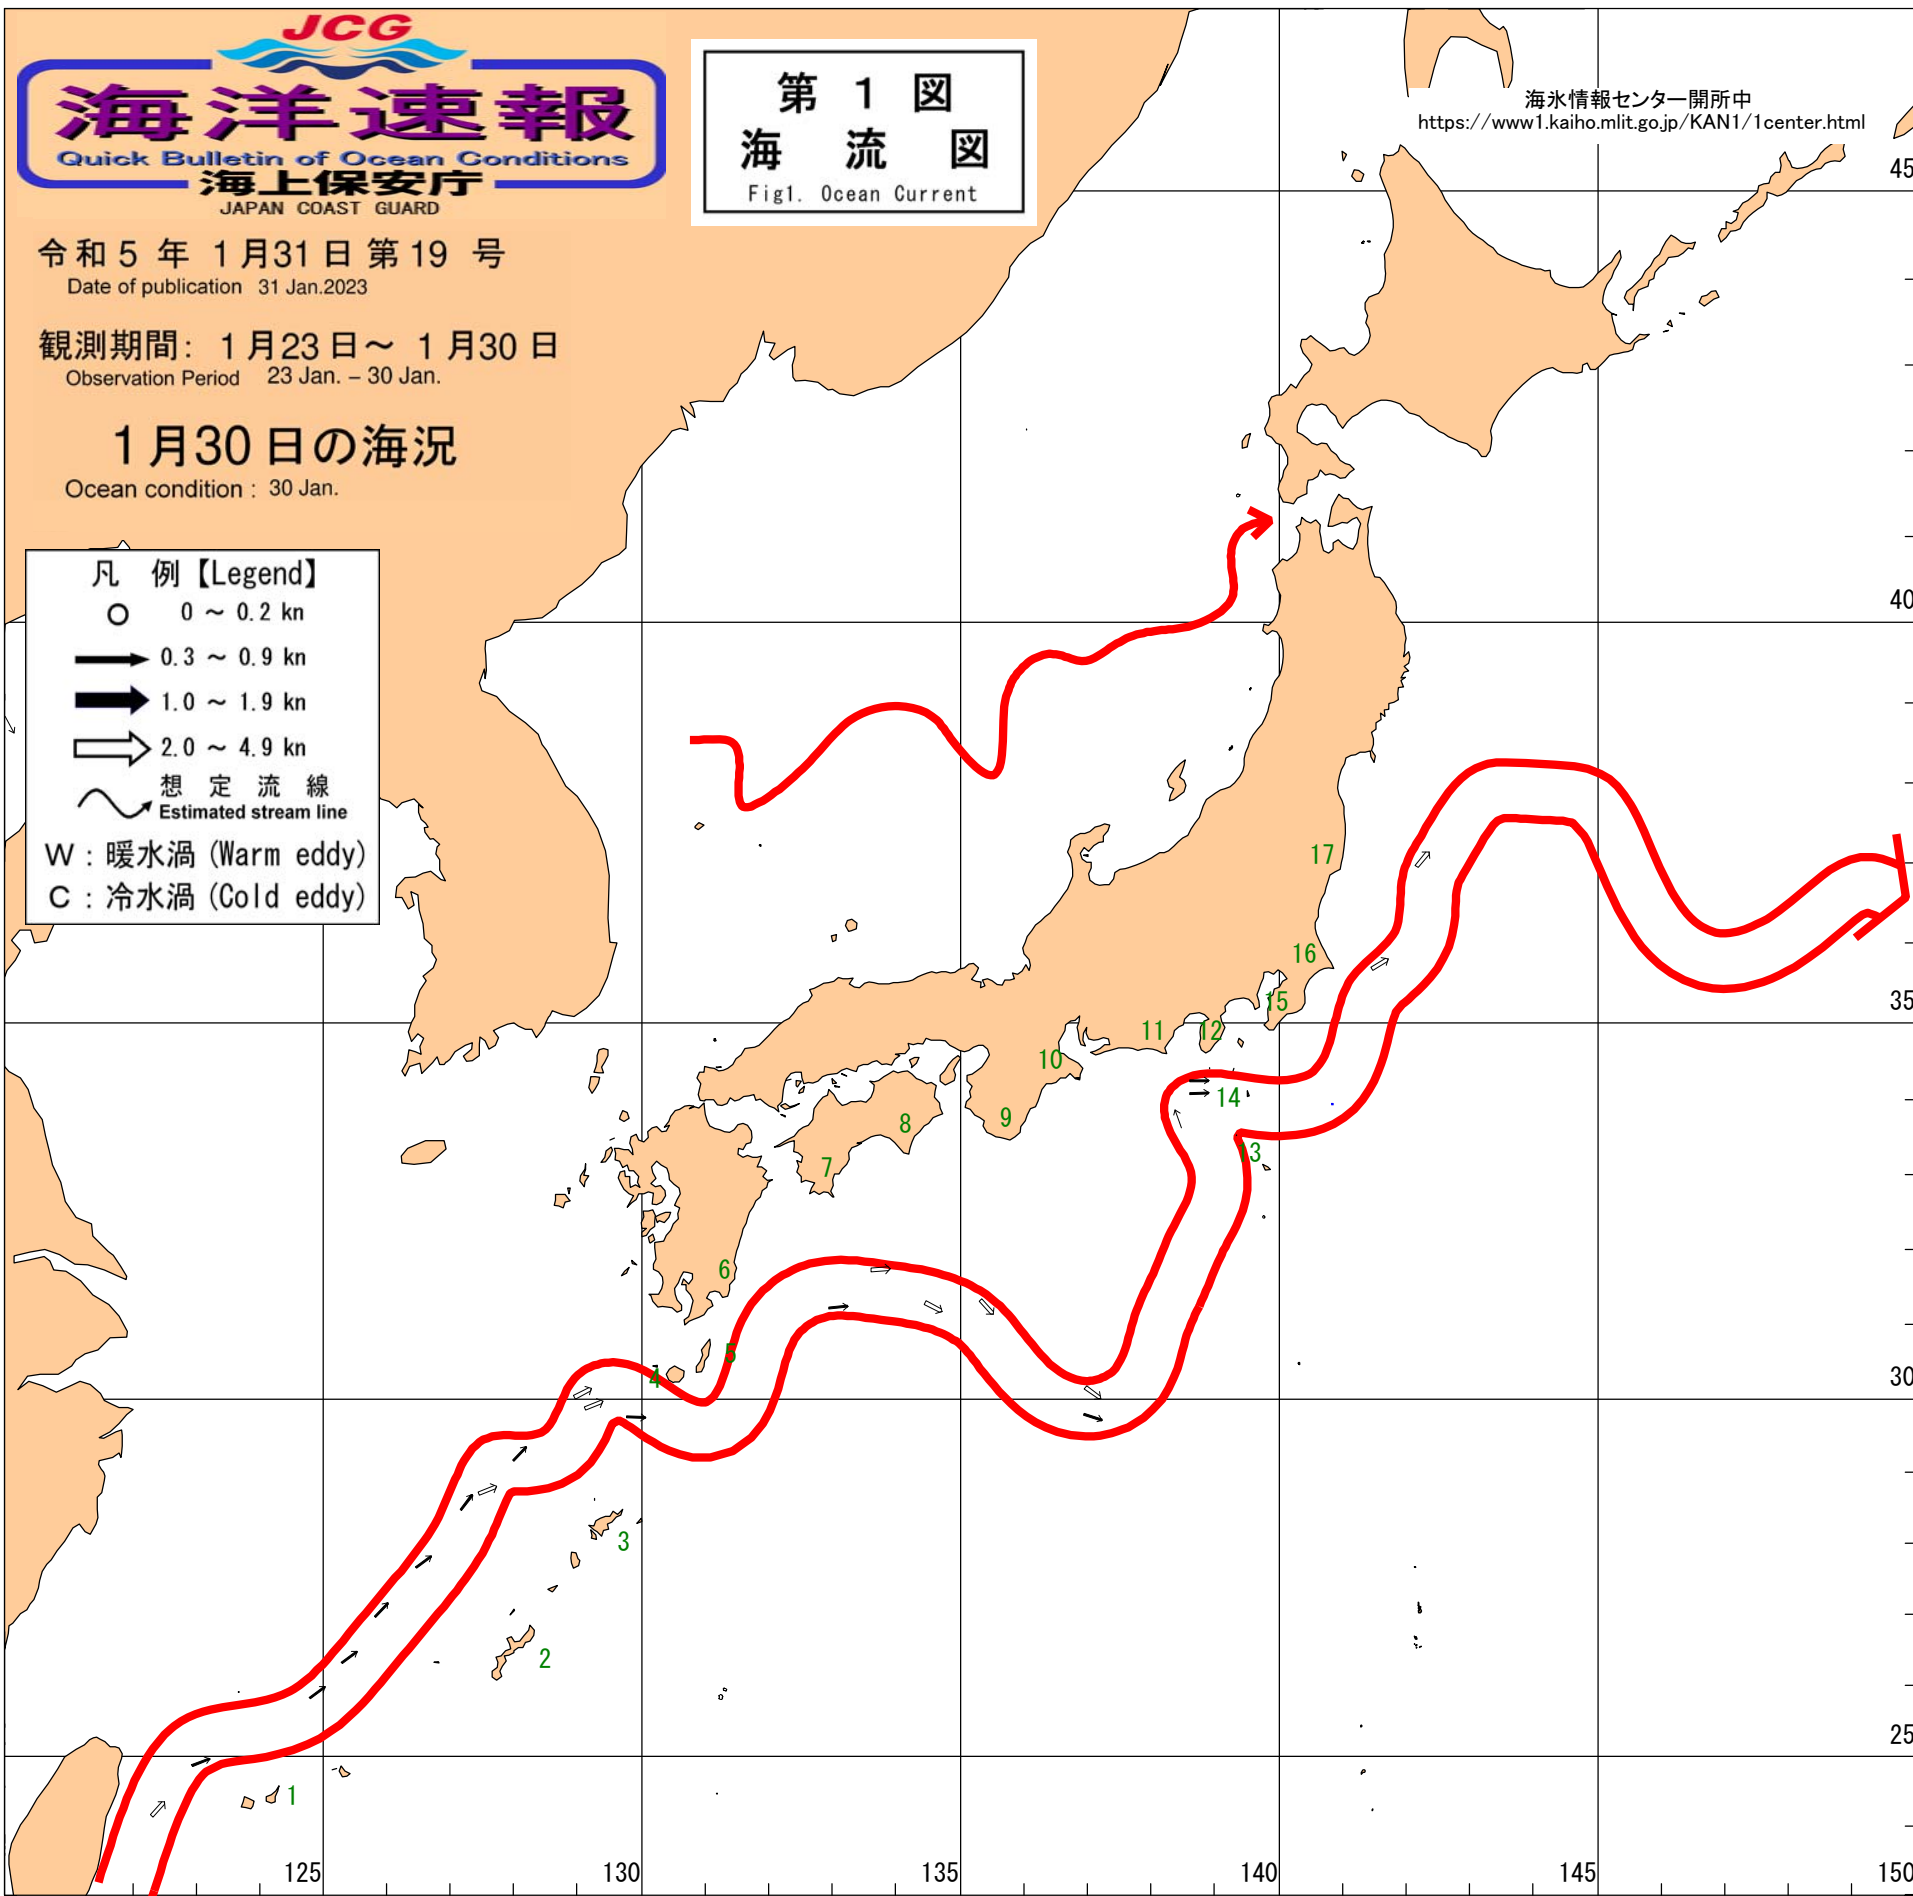 JCG
海洋速報
Quick Bulletin of Ocean Conditions
海上保安庁
JAPAN COAST GUARD
令和5年 1月31日第19 号
Date of publication 31 Jan.2023
観測期間: 1月23日～ 1月30日
Observation Period 23 Jan. – 30 Jan.
1月30日の海況
Ocean condition : 30 Jan.
第 1 図
海 流 図
Fig1. Ocean Current
海氷情報センター開所中
https://www1.kaiho.mlit.go.jp/KAN1/1center.html
凡 例【Legend】
0 ～ 0.2 kn
0.3 ～ 0.9 kn
1.0 ～ 1.9 kn
2.0 ～ 4.9 kn
想 定 流 線
Estimated stream line
W : 暖水渦 (Warm eddy)
C : 冷水渦 (Cold eddy)
45
40
17
16
35
15
12
11
10
14
9
8
13
7
6
5
4
30
3
2
25
1
125
130
135
140
145
150